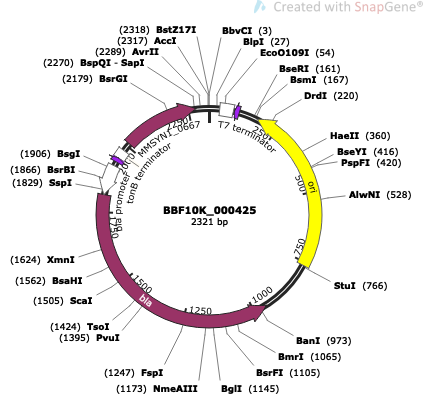 Created with SnapGene®
(2318) BstZ17I
(2317) AccI
(2289) AvrII
(2270) BspQI - SapI
(2179) BsrGI
BbvCI (3)
BlpI (27)
EcoO109I (54)
BseRI (161)
BsmI (167)
DrdI (220)
HaeII (360)
BseYI (416)
PspFI (420)
AlwNI (528)
StuI (766)
BanI (973)
BmrI (1065)
BsrFI (1105)
BglI (1145)
NmeAIII
(1173)
(1247) FspI
(1395) PvuI
(1424) TsoI
(1505) ScaI
(1562) BsaHI
(1624) XmnI
(1829) SspI
(1866) BsrBI
(1906) BsgI
T7 terminator
MMSYN1_0667
tonB terminator
bla promoter
ori
bla
250
500
750
1000
1250
1500
BBF10K_000425
2321 bp